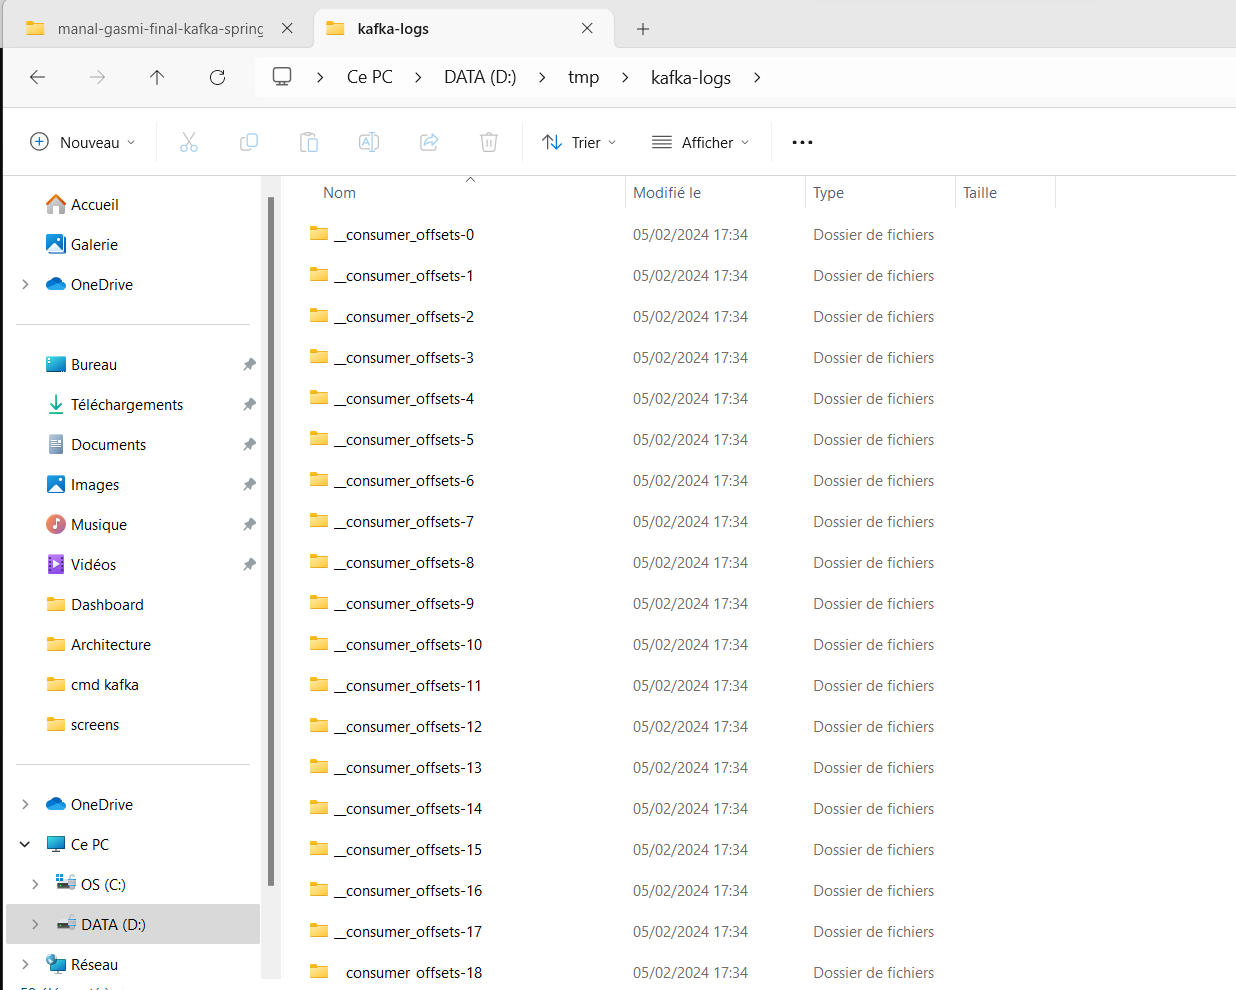 manal-gasmi-final-kafka-spring
kafka-logs
Ce PC
DATA (D:)
tmp
kafka-logs
Nouveau
Trier
Afficher
Nom
Modifié le
Type
Taille
Accueil
Galerie
OneDrive
Bureau
Téléchargements
Documents
Images
Musique
Vidéos
Dashboard
Architecture
cmd kafka
screens
OneDrive
Ce PC
OS (C:)
DATA (D:)
Réseau
__consumer_offsets-0 05/02/2024 17:34 Dossier de fichiers
__consumer_offsets-1 05/02/2024 17:34 Dossier de fichiers
__consumer_offsets-2 05/02/2024 17:34 Dossier de fichiers
__consumer_offsets-3 05/02/2024 17:34 Dossier de fichiers
__consumer_offsets-4 05/02/2024 17:34 Dossier de fichiers
__consumer_offsets-5 05/02/2024 17:34 Dossier de fichiers
__consumer_offsets-6 05/02/2024 17:34 Dossier de fichiers
__consumer_offsets-7 05/02/2024 17:34 Dossier de fichiers
__consumer_offsets-8 05/02/2024 17:34 Dossier de fichiers
__consumer_offsets-9 05/02/2024 17:34 Dossier de fichiers
__consumer_offsets-10 05/02/2024 17:34 Dossier de fichiers
__consumer_offsets-11 05/02/2024 17:34 Dossier de fichiers
__consumer_offsets-12 05/02/2024 17:34 Dossier de fichiers
__consumer_offsets-13 05/02/2024 17:34 Dossier de fichiers
__consumer_offsets-14 05/02/2024 17:34 Dossier de fichiers
__consumer_offsets-15 05/02/2024 17:34 Dossier de fichiers
__consumer_offsets-16 05/02/2024 17:34 Dossier de fichiers
__consumer_offsets-17 05/02/2024 17:34 Dossier de fichiers
__consumer_offsets-18 05/02/2024 17:34 Dossier de fichiers